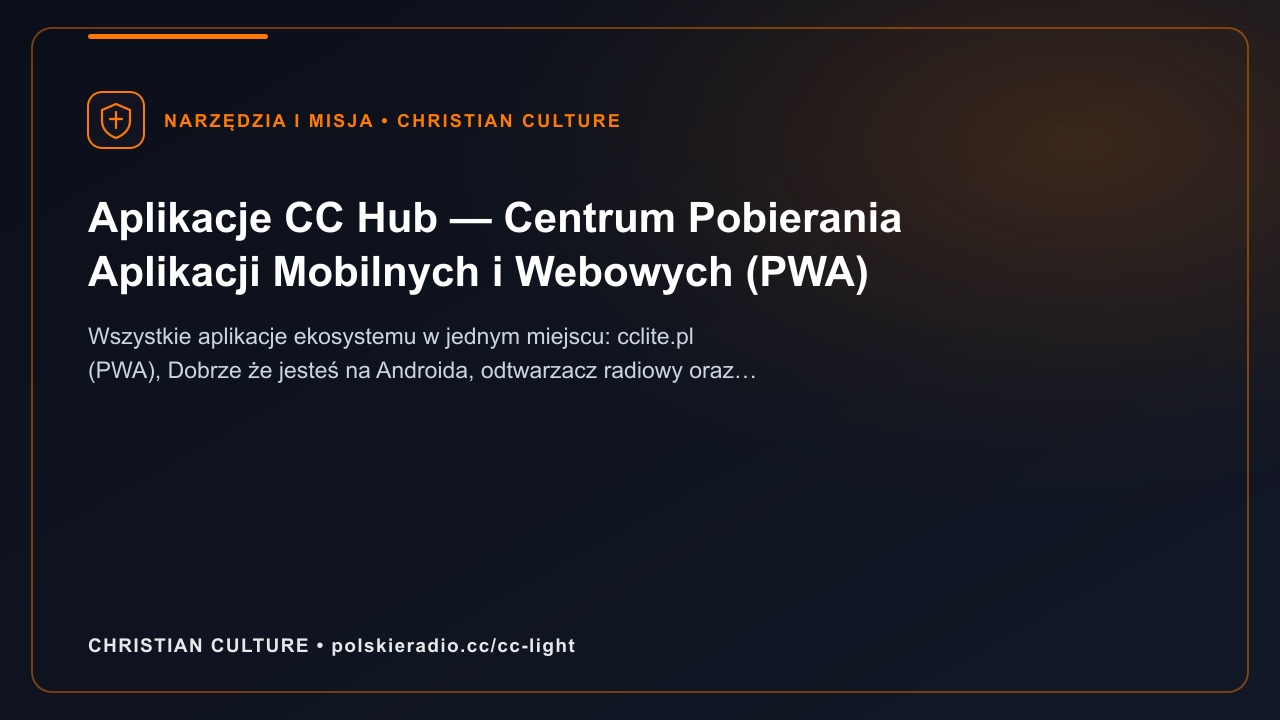 NARZĘDZIA I MISJA • CHRISTIAN CULTURE
Aplikacje CC Hub — Centrum Pobierania
Aplikacji Mobilnych i Webowych (PWA)
Wszystkie aplikacje ekosystemu w jednym miejscu: cclite.pl
(PWA), Dobrze że jesteś na Androida, odtwarzacz radiowy oraz…
CHRISTIAN CULTURE • polskieradio.cc/cc-light